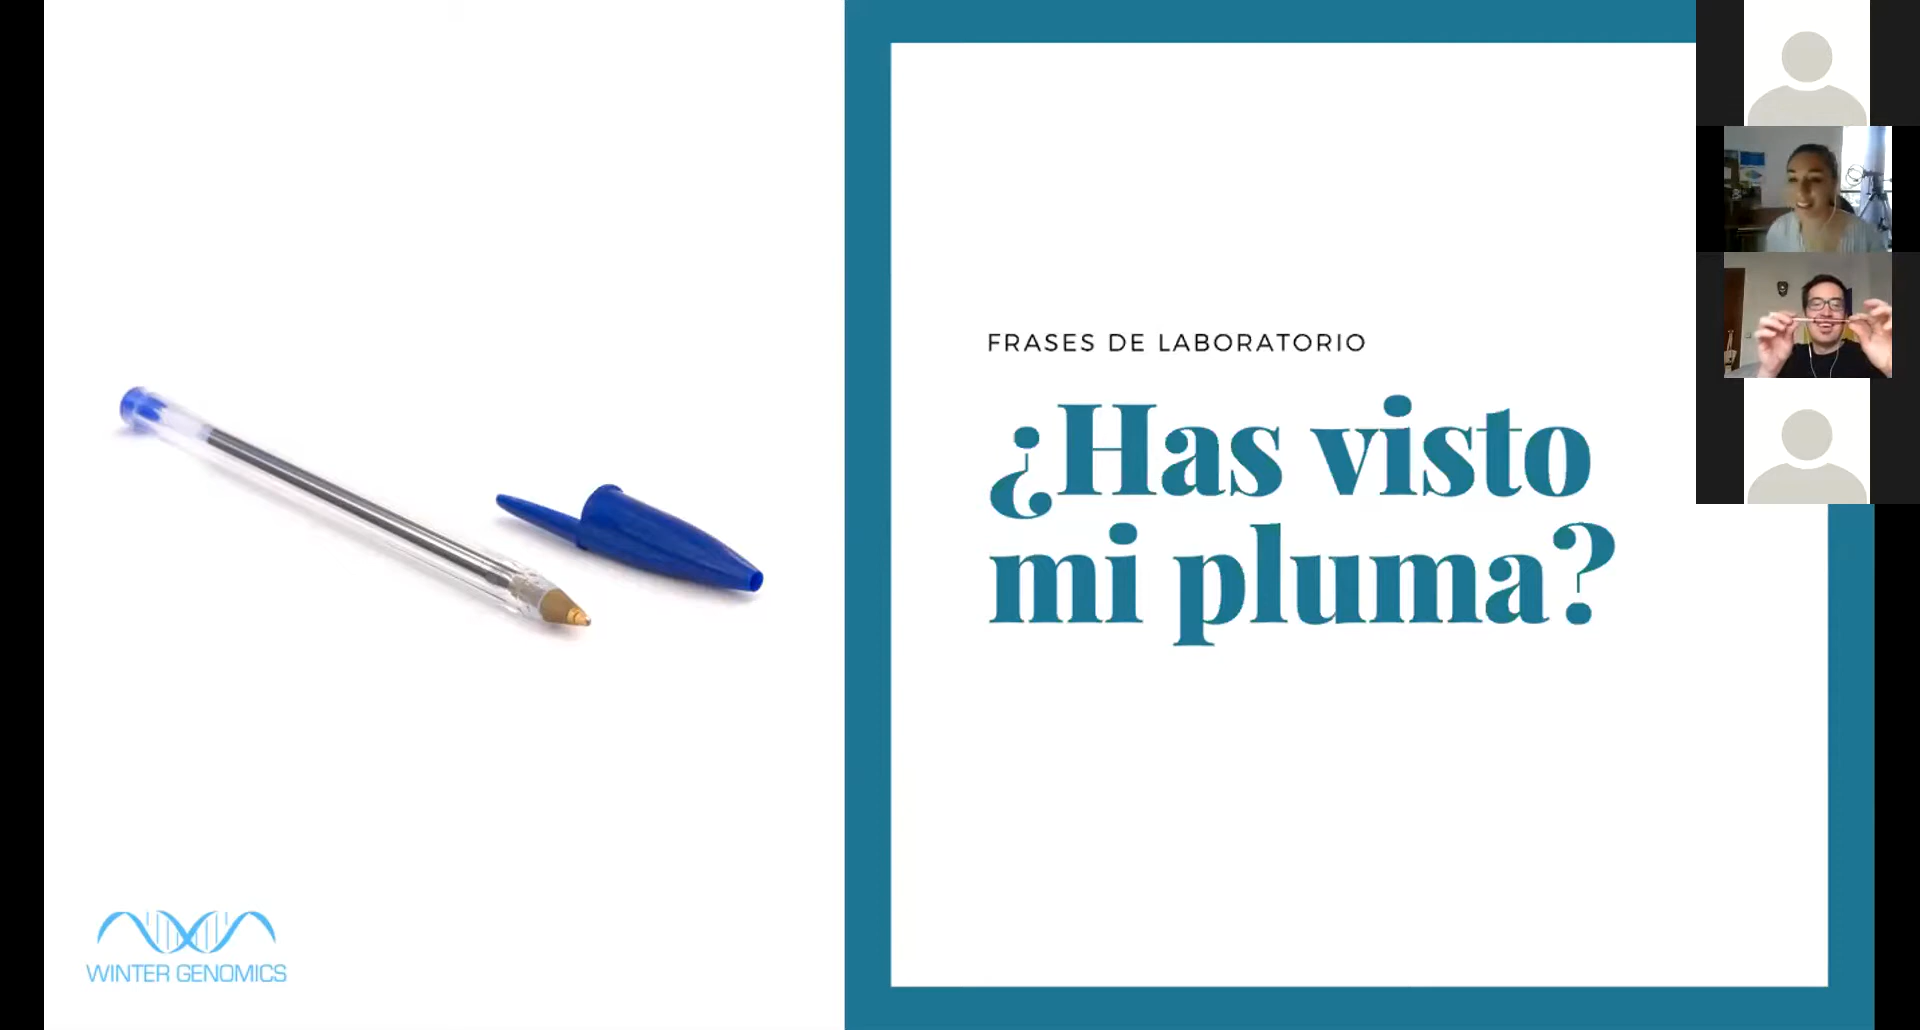 FRASES DE LABORATORIO
¿Has visto
mi pluma?
WINTER GENOMICS